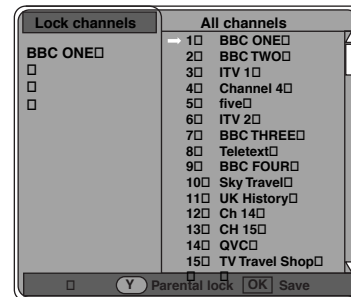 Lock channels
BBC ONE
All channels
1 BBC ONE
2 BBC TWO
3 ITV 1
4 Channel 4
5 five
6 ITV 2
7 BBC THREE
8 Teletext
9 BBC FOUR
10 Sky Travel
11 UK History
12 Ch 14
13 CH 15
14 QVC
15 TV Travel Shop
Y Parental lock OK Save